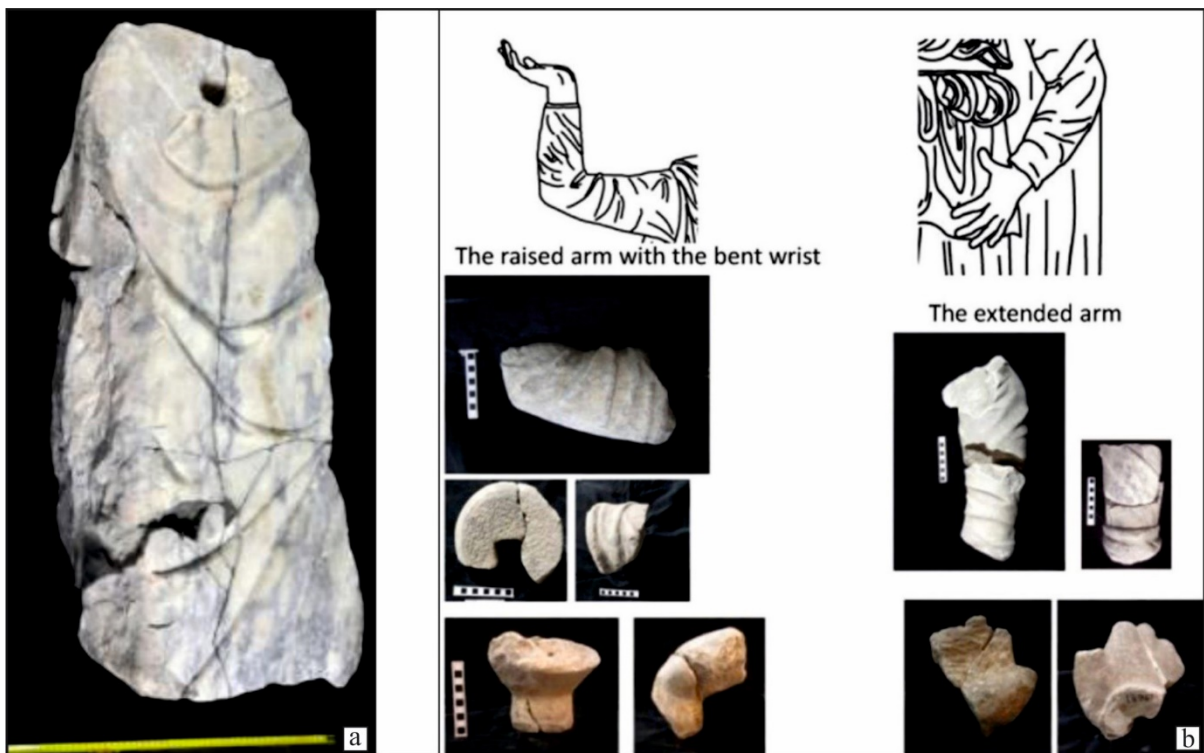 The raised arm with the bent wrist
The extended arm
a
b